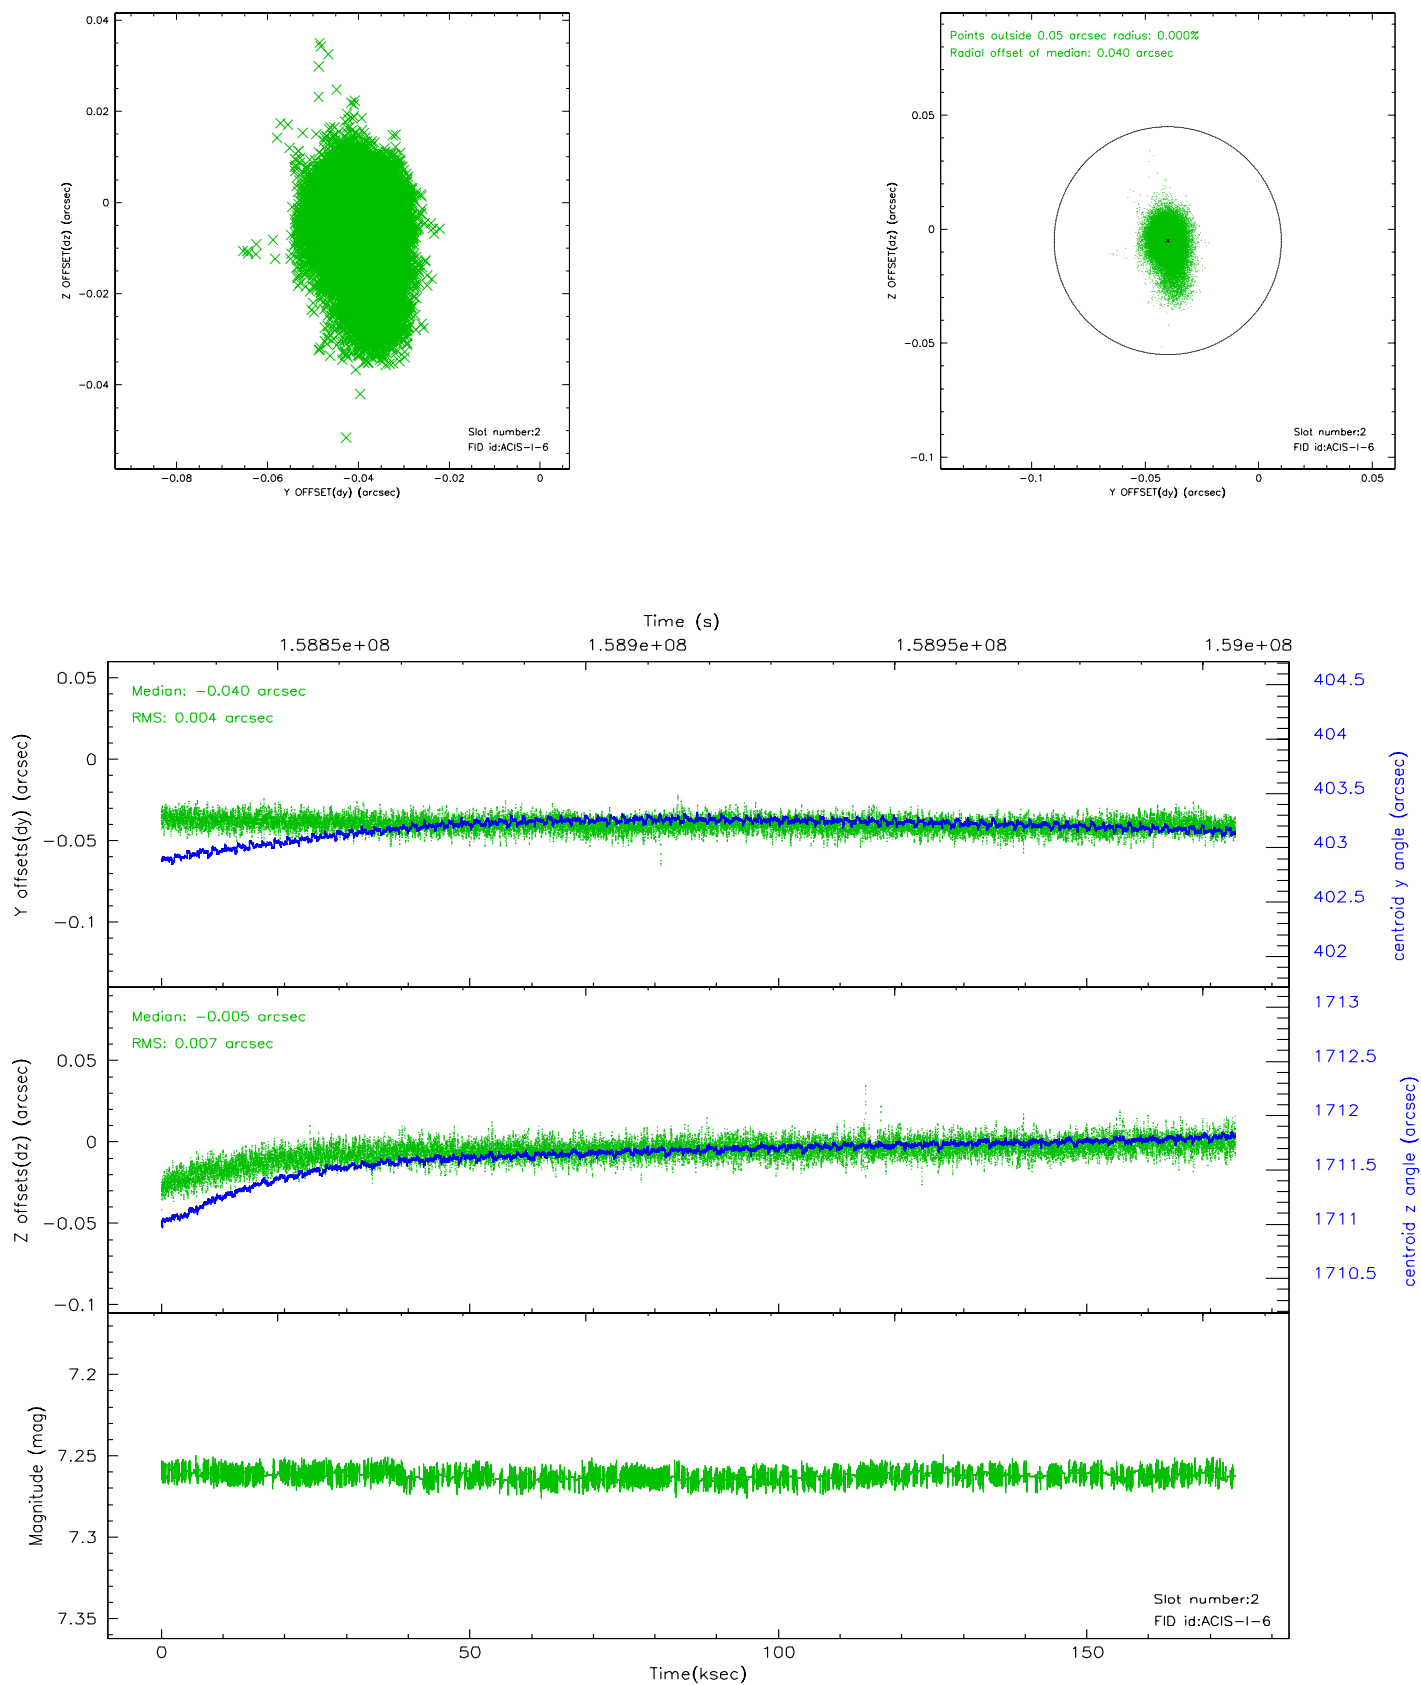 0.04
0.02
0
−0.02
−0.04
Z OFFSET(dz) (arcsec)
−0.08 −0.06 −0.04 −0.02 0
Y OFFSET(dy) (arcsec)
Slot number:2
FID id:ACIS−I−6
Points outside 0.05 arcsec radius: 0.000%
Radial offset of median: 0.040 arcsec
0.05
0
−0.05
−0.1
Z OFFSET(dz) (arcsec)
−0.1 −0.05 0 0.05
Y OFFSET(dy) (arcsec)
Slot number:2
FID id:ACIS−I−6
Time (s)
1.5885e+08 1.589e+08 1.5895e+08 1.59e+08
Median: −0.040 arcsec
RMS: 0.004 arcsec
0.05
0
−0.05
−0.1
Y offsets(dy) (arcsec)
404.5
404
403.5
403
402.5
402
centroid y angle (arcsec)
Median: −0.005 arcsec
RMS: 0.007 arcsec
0.05
0
−0.05
−0.1
Z offsets(dz) (arcsec)
1713
1712.5
1712
1711.5
1711
1710.5
centroid z angle (arcsec)
7.2
7.25
7.3
7.35
Magnitude (mag)
Slot number:2
FID id:ACIS−I−6
0 50 100 150
Time(ksec)